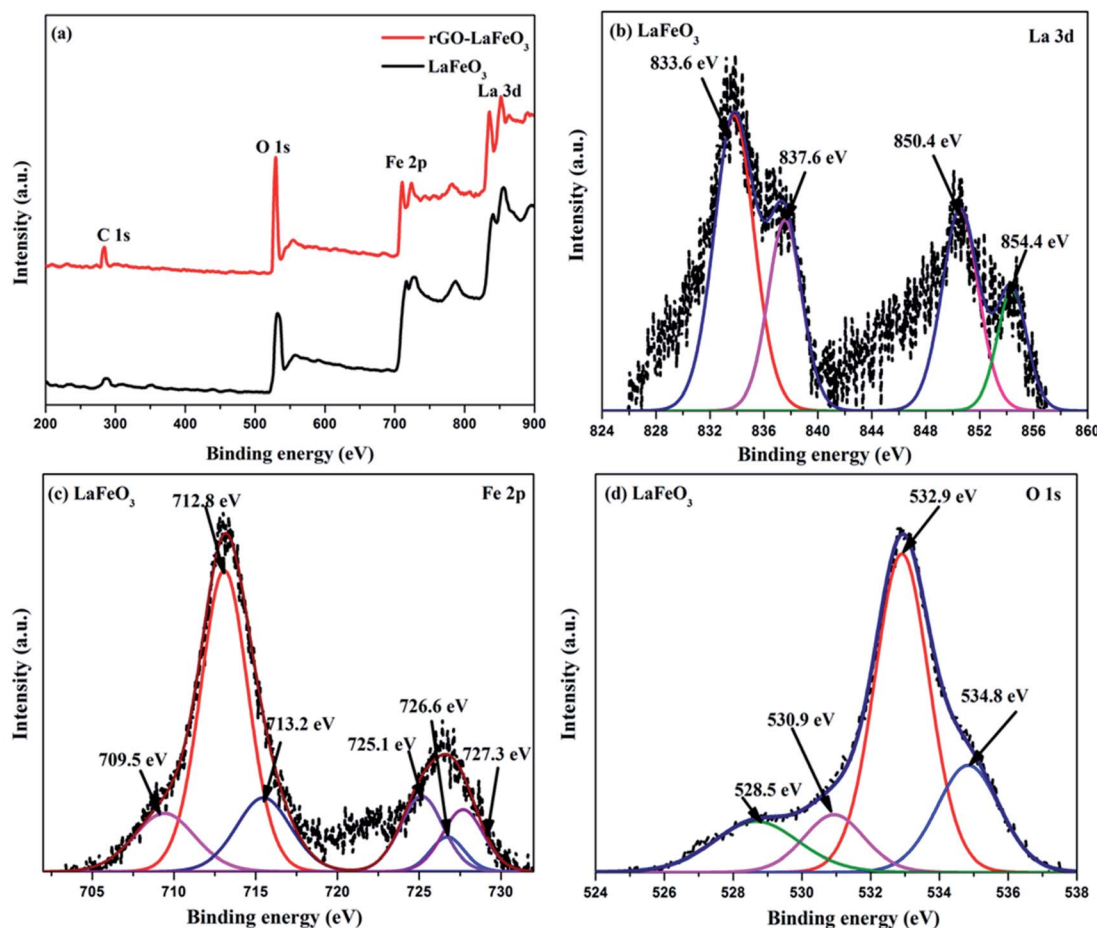 (a)
rGO-LaFeO₃
LaFeO₃
La 3d
O 1s
Fe 2p
C 1s
Intensity (a.u.)
200 300 400 500 600 700 800 900
Binding energy (eV)
(b) LaFeO₃ La 3d
833.6 eV
837.6 eV
850.4 eV
854.4 eV
Intensity (a.u.)
824 828 832 836 840 844 848 852 856 860
Binding energy (eV)
(c) LaFeO₃ Fe 2p
712.8 eV
709.5 eV
713.2 eV
726.6 eV
725.1 eV
727.3 eV
Intensity (a.u.)
705 710 715 720 725 730
Binding energy (eV)
(d) LaFeO₃ O 1s
532.9 eV
534.8 eV
530.9 eV
528.5 eV
Intensity (a.u.)
524 526 528 530 532 534 536 538
Binding energy (eV)